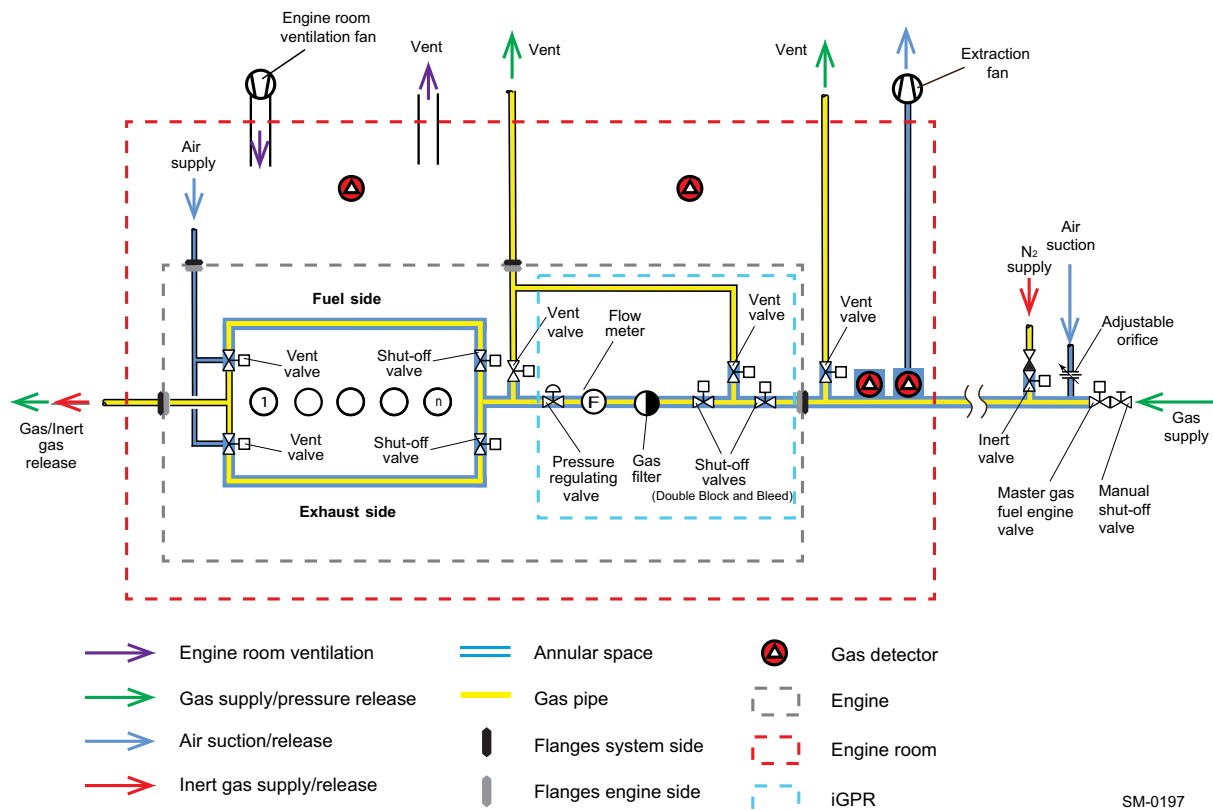 Engine room
ventilation fan
Vent
Vent
Vent
Extraction
fan
Air
supply
N2
supply
Air
suction
Adjustable
orifice
Fuel side
Vent
valve
Flow
meter
Vent
valve
Vent
valve
Vent
valve
Shut-off
valve
1
n
F
Gas/Inert
gas
release
Vent
valve
Shut-off
valve
Pressure
regulating
valve
Gas
filter
Shut-off
valves
(Double Block and Bleed)
Inert
valve
Master gas
fuel engine
valve
Manual
shut-off
valve
Gas
supply
Exhaust side
Engine room ventilation
Gas supply/pressure release
Air suction/release
Inert gas supply/release
Annular space
Gas pipe
Flanges system side
Flanges engine side
Gas detector
Engine
Engine room
iGPR
SM-0197